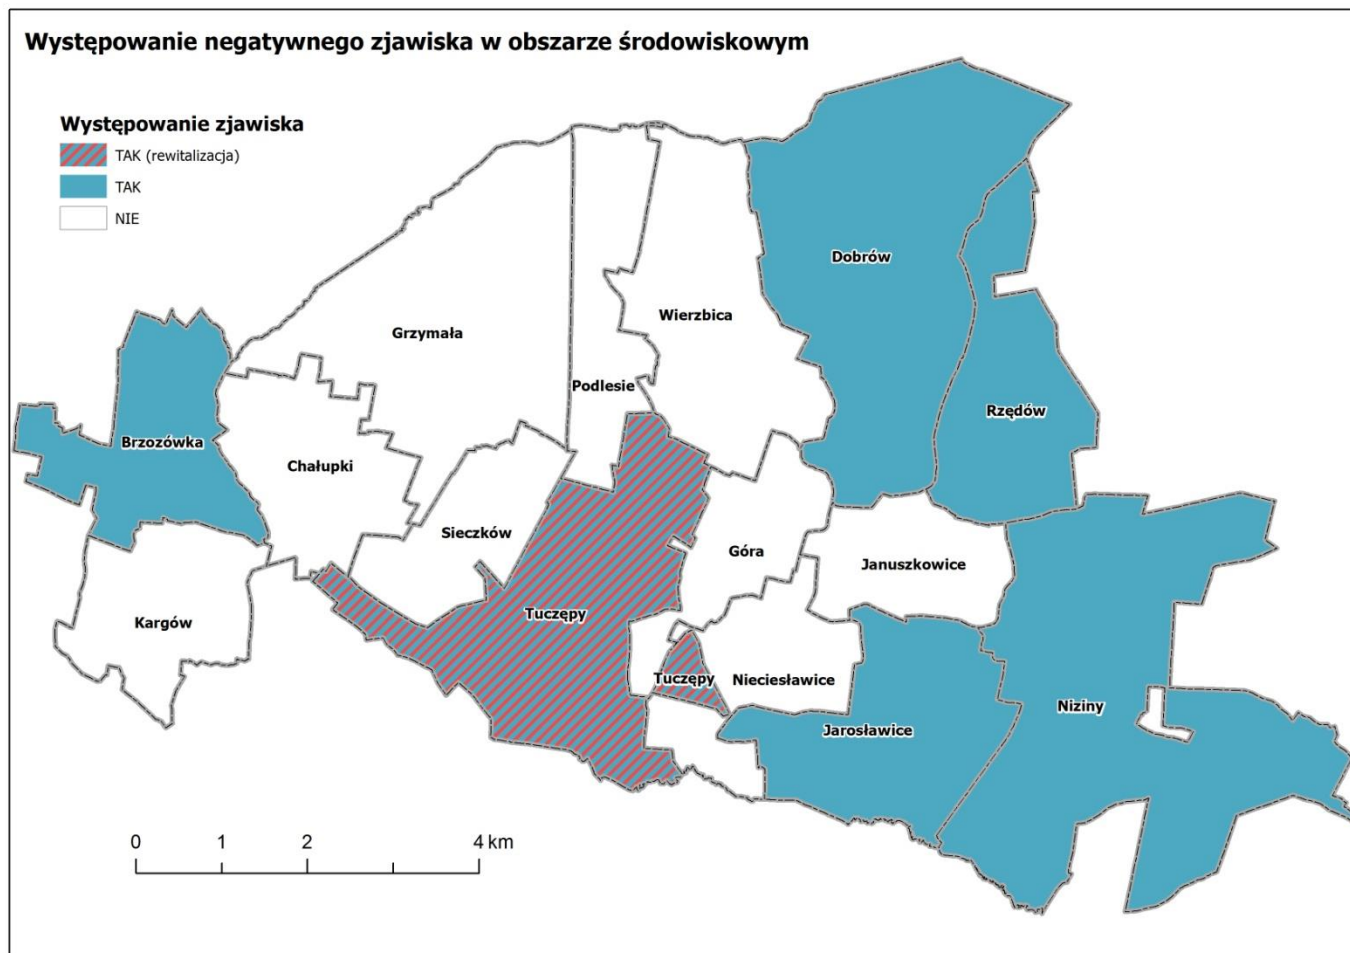 Występowanie negatywnego zjawiska w obszarze środowiskowym
Występowanie zjawiska
TAK (rewitalizacja)
TAK
NIE
Dobrów
Wierzbica
Grzymała
Podlesie
Rzędów
Brzozówka
Chałupki
Sieczków
Góra
Januszkowice
Tuczępy
Kargów
Tuczępy
Nieciesławice
Niziny
Jarosławice
0 1 2 4 km